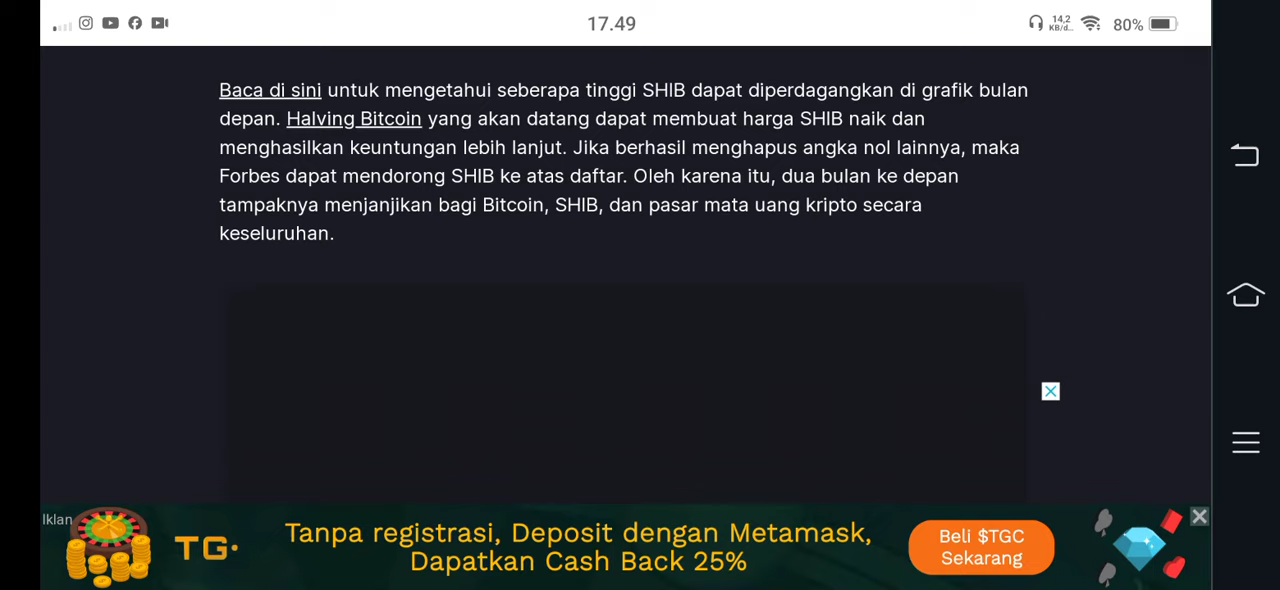 17.49
14,2
KB/d...
80%
Baca di sini untuk mengetahui seberapa tinggi SHIB dapat diperdagangkan di grafik bulan
depan. Halving Bitcoin yang akan datang dapat membuat harga SHIB naik dan
menghasilkan keuntungan lebih lanjut. Jika berhasil menghapus angka nol lainnya, maka
Forbes dapat mendorong SHIB ke atas daftar. Oleh karena itu, dua bulan ke depan
tampaknya menjanjikan bagi Bitcoin, SHIB, dan pasar mata uang kripto secara
keseluruhan.
Iklan
TG.
Tanpa registrasi, Deposit dengan Metamask,
Dapatkan Cash Back 25%
Beli $TGC
Sekarang